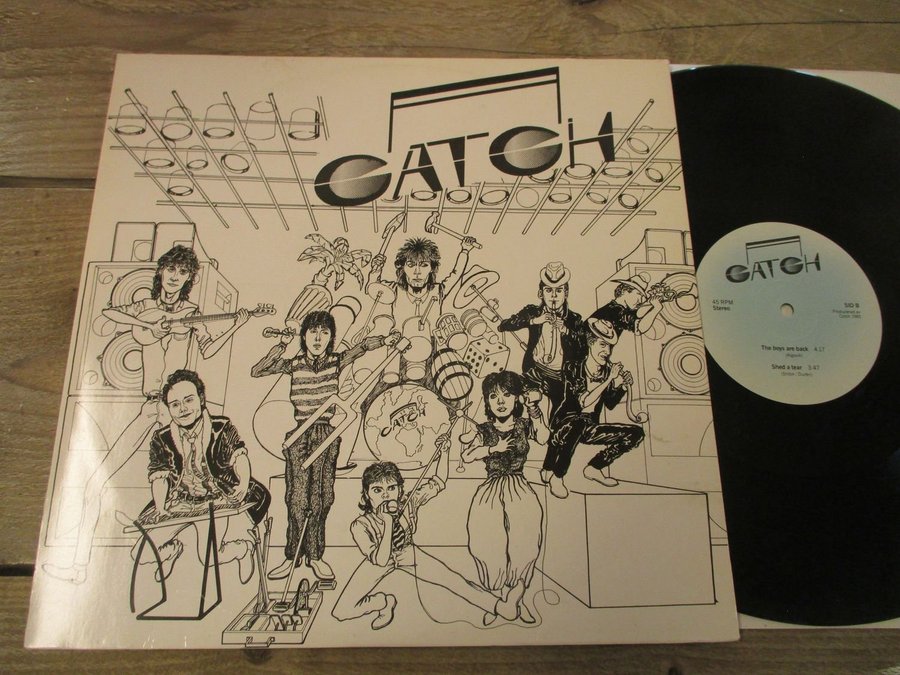 CATCH
CATCH
CATCH
45 RPM
Stereo
SID B
The boys are back 4:17
Shed a tear 3:47